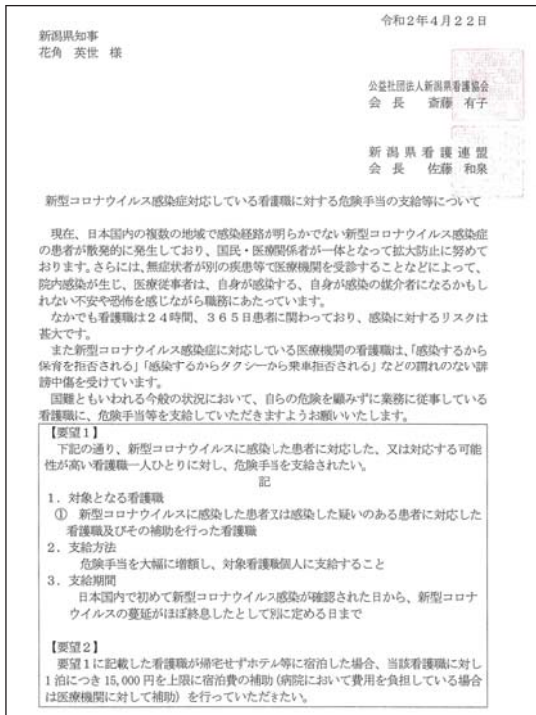 令和2年4月22日
新潟県知事
花角 英世 様
公益社団法人新潟県看護協会
会 長 斎藤 有子
新潟県看護連盟
会 長 佐藤 和泉
新型コロナウイルス感染症対応している看護職に対する危険手当の支給等について
現在、日本国内の複数の地域で感染経路が明らかでない新型コロナウイルス感染症
の患者が散発的に発生しており、国民・医療関係者が一体となって拡大防止に努めて
おります。さらには、無症状者が別の疾患等で医療機関を受診することなどによって、
院内感染が生じ、医療従事者は、自身が感染する、自身が感染の媒介者になるかもし
れない不安や恐怖を感じながら職務にあたっています。
なかでも看護職は24時間、365日患者に関わっており、感染に対するリスクは
甚大です。
また新型コロナウイルス感染症に対応している医療機関の看護職は、「感染するから
保育を拒否される」「感染するからタクシーから乗車拒否される」などの謂れのない誹
謗中傷を受けています。
国難ともいわれる今般の状況において、自らの危険を顧みずに業務に従事している
看護職に、危険手当等を支給していただきますようお願いいたします。
【要望1】
下記の通り、新型コロナウイルスに感染した患者に対応した、又は対応する可能
性が高い看護職一人ひとりに対し、危険手当を支給されたい。
記
1.対象となる看護職
① 新型コロナウイルスに感染した患者又は感染した疑いのある患者に対応した
看護職及びその補助を行った看護職
2.支給方法
危険手当を大幅に増額し、対象看護職個人に支給すること
3.支給期間
日本国内で初めて新型コロナウイルス感染が確認された日から、新型コロナ
ウイルスの蔓延がほぼ終息したとして別に定める日まで
【要望2】
要望1に記載した看護職が帰宅せずホテル等に宿泊した場合、当該看護職に対し
1泊につき15,000円を上限に宿泊費の補助(病院において費用を負担している場合
は医療機関に対して補助)を行っていただきたい。